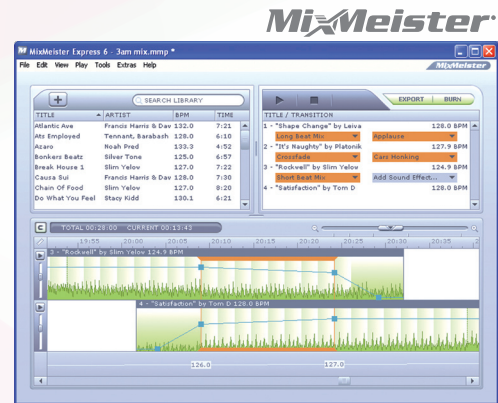 MixMeister
MixMeister Express 6 - 3am mix.mmp *
File Edit View Play Tools Extras Help
MixMeister
SEARCH LIBRARY
EXPORT BURN
TITLE ARTIST BPM TIME
Atlantic Ave Francis Harris & Dav 132.0 7:21
Ats Employed Tennant, Barabash 128.0 6:10
Azaro Noah Pred 133.3 4:52
Bonkers Beatz Silver Tone 125.0 6:57
Break House 1 Slim Yelov 127.0 7:22
Causa Sui Francis Harris & Dav 128.0 7:30
Chain Of Food Slim Yelov 127.0 8:20
Do What You Feel Stacy Kidd 130.1 6:21
TITLE / TRANSITION
1 - "Shape Change" by Leiva 128.0 BPM
Long Beat Mix Applause
2 - "It's Naughty" by Platonik 127.9 BPM
Crossfade Cars Honking
3 - "Rockwell" by Slim Yelov 124.9 BPM
Short Beat Mix Add Sound Effect...
4 - "Satisfaction" by Tom D 128.0 BPM
C TOTAL 00:28:00 CURRENT 00:13:43
19:55 20:00 20:05 20:10 20:15 20:20 20:25 20:30 20:35
3 - "Rockwell" by Slim Yelov 124.9 BPM
4 - "Satisfaction" by Tom D 128.0 BPM
126.0 127.0